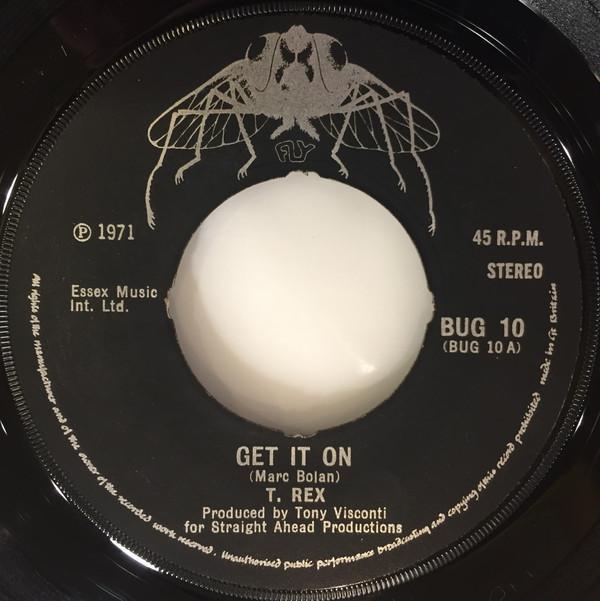 FLY
℗ 1971
45 R.P.M.
STEREO
Essex Music
Int. Ltd.
BUG 10
(BUG 10 A)
GET IT ON
(Marc Bolan)
T. REX
Produced by Tony Visconti
for Straight Ahead Productions
All rights of the manufacturer and of the owner of the recorded work reserved. Unauthorised public performance broadcasting and copying of this record prohibited made in Gt Britain